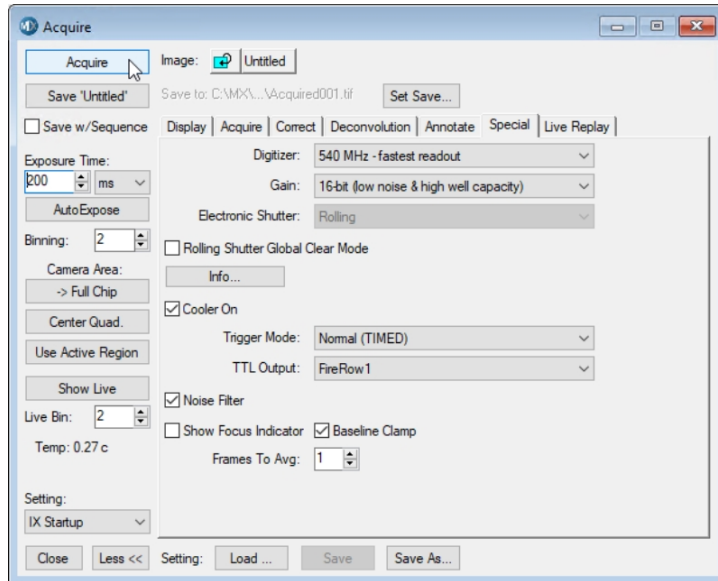 Acquire
Acquire
Image:
Untitled
Save 'Untitled'
Save to: C:\MX\...\Acquired001.tif
Set Save...
Save w/Sequence
Display
Acquire
Correct
Deconvolution
Annotate
Special
Live Replay
Exposure Time:
200
ms
AutoExpose
Binning:
2
Camera Area:
-> Full Chip
Center Quad.
Use Active Region
Show Live
Live Bin:
2
Temp: 0.27 c
Setting:
IX Startup
Digitizer:
540 MHz - fastest readout
Gain:
16-bit (low noise & high well capacity)
Electronic Shutter:
Rolling
Rolling Shutter Global Clear Mode
Info...
Cooler On
Trigger Mode:
Normal (TIMED)
TTL Output:
FireRow1
Noise Filter
Show Focus Indicator
Baseline Clamp
Frames To Avg:
1
Close
Less <<
Setting:
Load ...
Save
Save As...